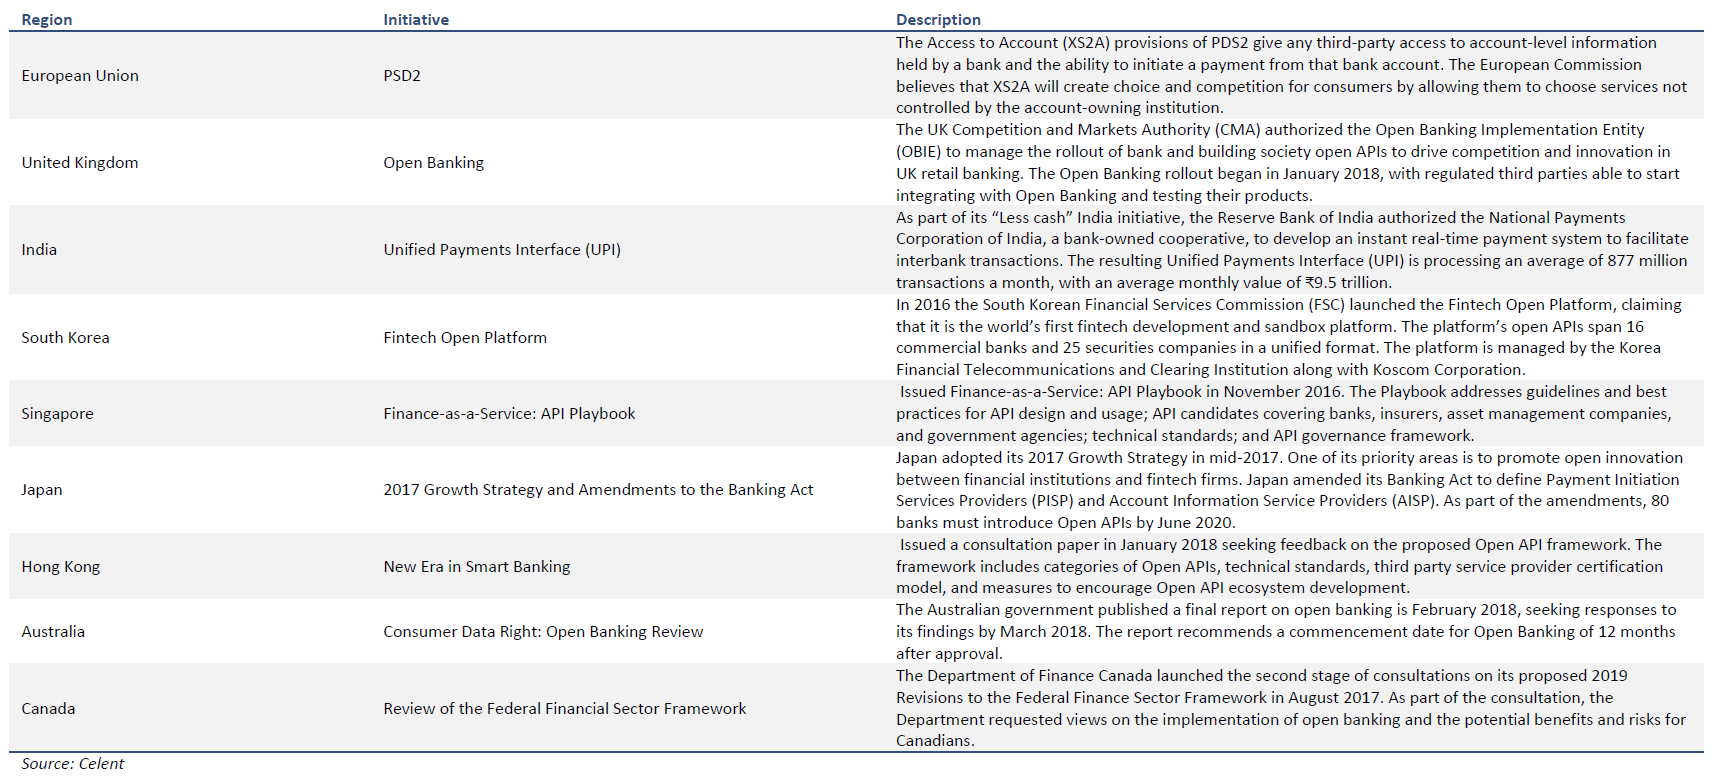 Region Initiative Description
The Access to Account (XS2A) provisions of PDS2 give any third-party access to account-level information
held by a bank and the ability to initiate a payment from that bank account. The European Commission
European Union PSD2
believes that XS2A will create choice and competition for consumers by allowing them to choose services not
controlled by the account-owning institution.
The UK Competition and Markets Authority (CMA) authorized the Open Banking Implementation Entity
(OBIE) to manage the rollout of bank and building society open APIs to drive competition and innovation in
United Kingdom Open Banking
UK retail banking. The Open Banking rollout began in January 2018, with regulated third parties able to start
integrating with Open Banking and testing their products.
As part of its “Less cash” India initiative, the Reserve Bank of India authorized the National Payments
Corporation of India, a bank-owned cooperative, to develop an instant real-time payment system to facilitate
India Unified Payments Interface (UPI)
interbank transactions. The resulting Unified Payments Interface (UPI) is processing an average of 877 million
transactions a month, with an average monthly value of ₹9.5 trillion.
In 2016 the South Korean Financial Services Commission (FSC) launched the Fintech Open Platform, claiming
that it is the world’s first fintech development and sandbox platform. The platform’s open APIs span 16
South Korea Fintech Open Platform
commercial banks and 25 securities companies in a unified format. The platform is managed by the Korea
Financial Telecommunications and Clearing Institution along with Koscom Corporation.
Issued Finance-as-a-Service: API Playbook in November 2016. The Playbook addresses guidelines and best
Singapore Finance-as-a-Service: API Playbook practices for API design and usage; API candidates covering banks, insurers, asset management companies,
and government agencies; technical standards; and API governance framework.
Japan adopted its 2017 Growth Strategy in mid-2017. One of its priority areas is to promote open innovation
between financial institutions and fintech firms. Japan amended its Banking Act to define Payment Initiation
Japan 2017 Growth Strategy and Amendments to the Banking Act
Services Providers (PISP) and Account Information Service Providers (AISP). As part of the amendments, 80
banks must introduce Open APIs by June 2020.
Issued a consultation paper in January 2018 seeking feedback on the proposed Open API framework. The
Hong Kong New Era in Smart Banking framework includes categories of Open APIs, technical standards, third party service provider certification
model, and measures to encourage Open API ecosystem development.
The Australian government published a final report on open banking is February 2018, seeking responses to
Australia Consumer Data Right: Open Banking Review its findings by March 2018. The report recommends a commencement date for Open Banking of 12 months
after approval.
The Department of Finance Canada launched the second stage of consultations on its proposed 2019
Revisions to the Federal Finance Sector Framework in August 2017. As part of the consultation, the
Canada Review of the Federal Financial Sector Framework
Department requested views on the implementation of open banking and the potential benefits and risks for
Canadians.
Source: Celent